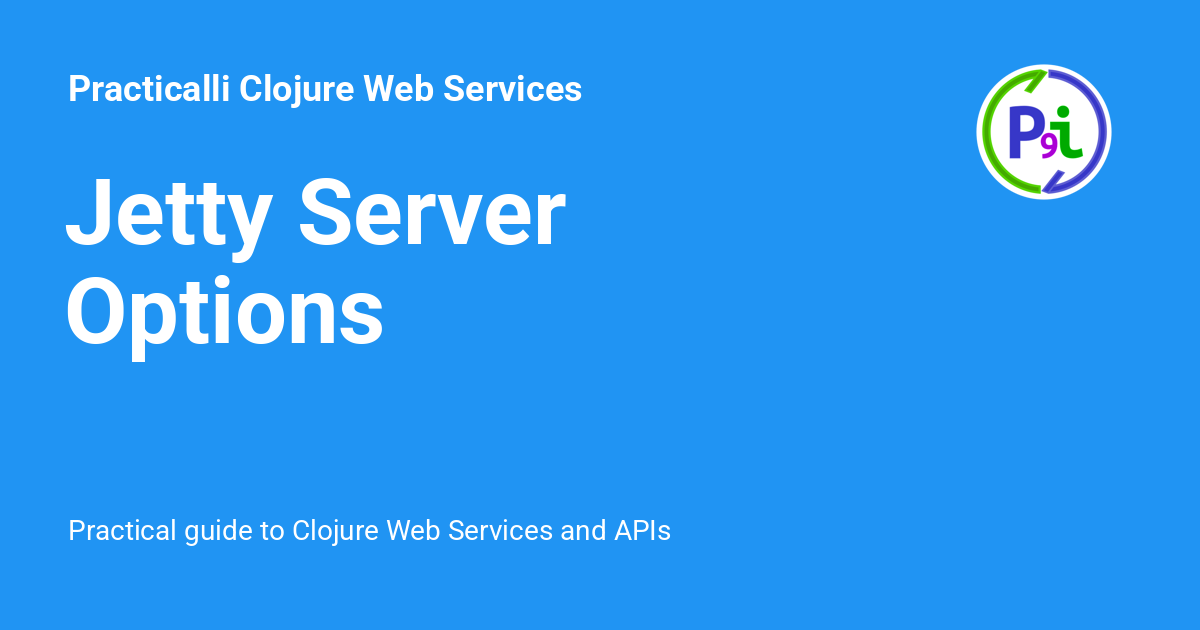 Practicalli Clojure Web Services
P9i
Jetty Server
Options
Practical guide to Clojure Web Services and APIs